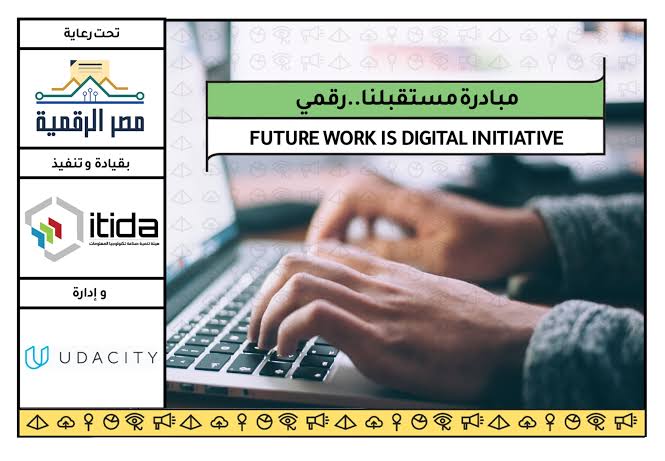 تحت رعاية
مصر الرقمية
بقيادة و تنفيذ
itida
هيئة تنمية صناعة تكنولوجيا المعلومات
و إدارة
UDACITY
مبادرة مستقبلنا..رقمي
FUTURE WORK IS DIGITAL INITIATIVE